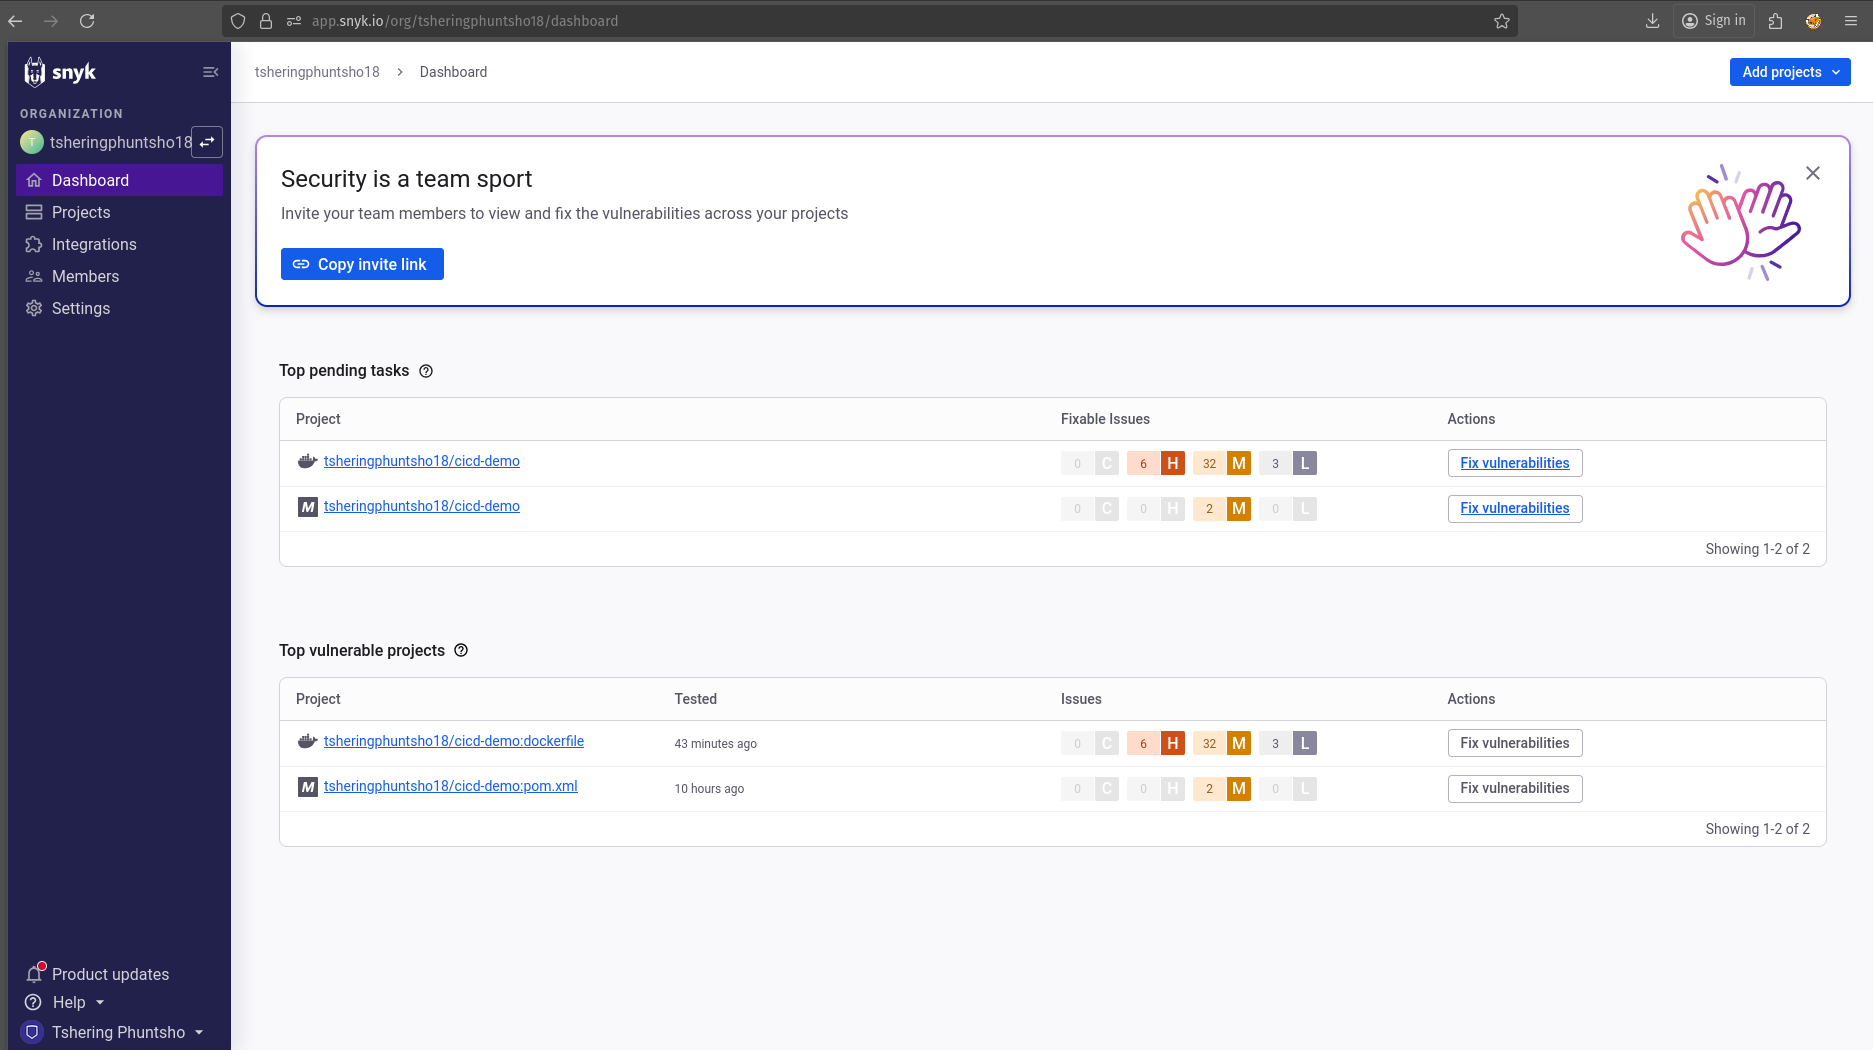 app.snyk.io/org/tsheringphuntsho18/dashboard
Sign in
snyk
ORGANIZATION
T tsheringphuntsho18
Dashboard
Projects
Integrations
Members
Settings
Product updates
Help
Tshering Phuntsho
tsheringphuntsho18 > Dashboard
Add projects
Security is a team sport
Invite your team members to view and fix the vulnerabilities across your projects
Copy invite link
Top pending tasks ?
Project Fixable Issues Actions
tsheringphuntsho18/cicd-demo 0 C 6 H 32 M 3 L Fix vulnerabilities
M tsheringphuntsho18/cicd-demo 0 C 0 H 2 M 0 L Fix vulnerabilities
Showing 1-2 of 2
Top vulnerable projects ?
Project Tested Issues Actions
tsheringphuntsho18/cicd-demo:dockerfile 43 minutes ago 0 C 6 H 32 M 3 L Fix vulnerabilities
M tsheringphuntsho18/cicd-demo:pom.xml 10 hours ago 0 C 0 H 2 M 0 L Fix vulnerabilities
Showing 1-2 of 2